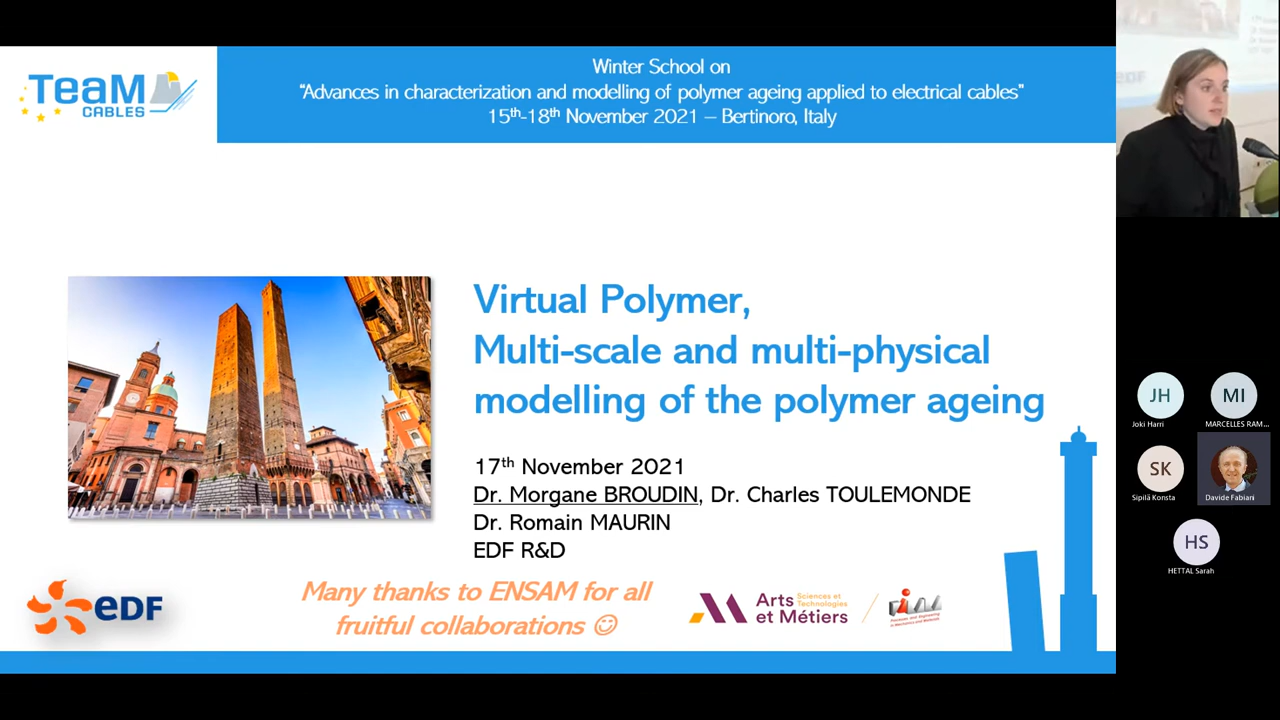 TeaM
CABLES
Winter School on
“Advances in characterization and modelling of polymer ageing applied to electrical cables”
15th-18th November 2021 – Bertinoro, Italy
Virtual Polymer,
Multi-scale and multi-physical
modelling of the polymer ageing
17th November 2021
Dr. Morgane BROUDIN, Dr. Charles TOULEMONDE
Dr. Romain MAURIN
EDF R&D
eDF
Many thanks to ENSAM for all
fruitful collaborations ☺
Arts
et Métiers
Sciences et
Technologies
JH
Joki Harri
MI
MARCELLES RAM...
SK
Sipilä Konsta
Davide Fabiani
HS
HETTAL Sarah